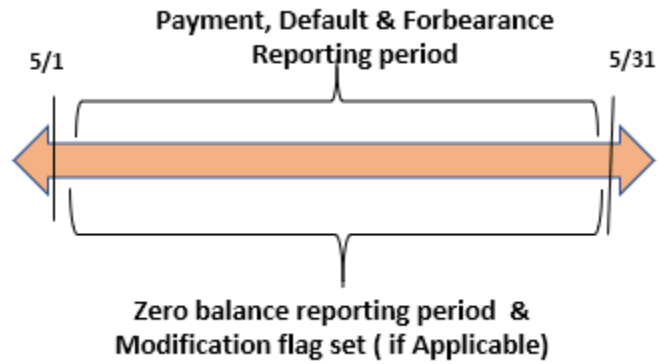 Payment, Default & Forbearance
Reporting period
5/1
5/31
Zero balance reporting period &
Modification flag set ( if Applicable)